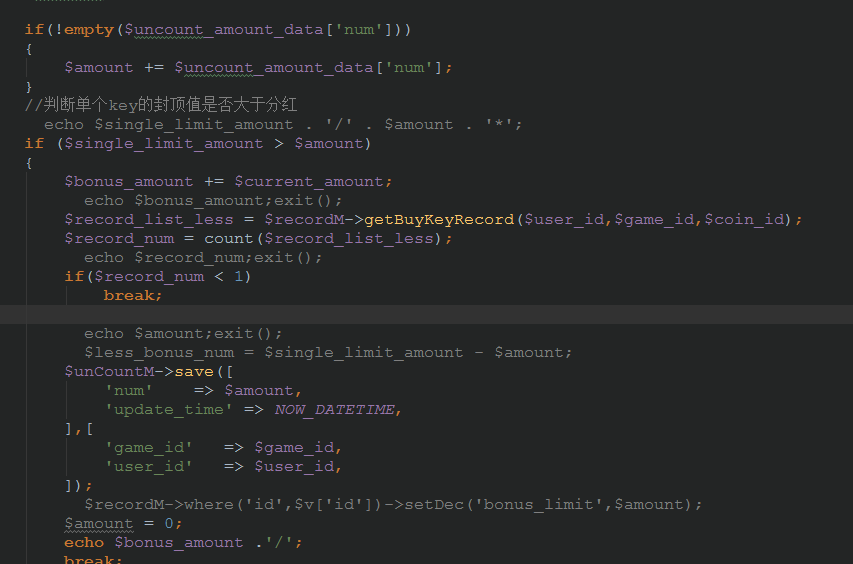 if(!empty($uncount_amount_data['num']))
{
    $amount += $uncount_amount_data['num'];
}
//判断单个key的封顶值是否大于分红
  echo $single_limit_amount . '/' . $amount . '*';
if ($single_limit_amount > $amount)
{
    $bonus_amount += $current_amount;
      echo $bonus_amount;exit();
    $record_list_less = $recordM->getBuyKeyRecord($user_id,$game_id,$coin_id);
    $record_num = count($record_list_less);
      echo $record_num;exit();
    if($record_num < 1)
        break;
      echo $amount;exit();
      $less_bonus_num = $single_limit_amount - $amount;
    $unCountM->save([
        'num'    => $amount,
        'update_time' => NOW_DATETIME,
    ],[
        'game_id'   => $game_id,
        'user_id'   => $user_id,
    ]);
      $recordM->where('id',$v['id'])->setDec('bonus_limit',$amount);
    $amount = 0;
    echo $bonus_amount .'/';
    break;